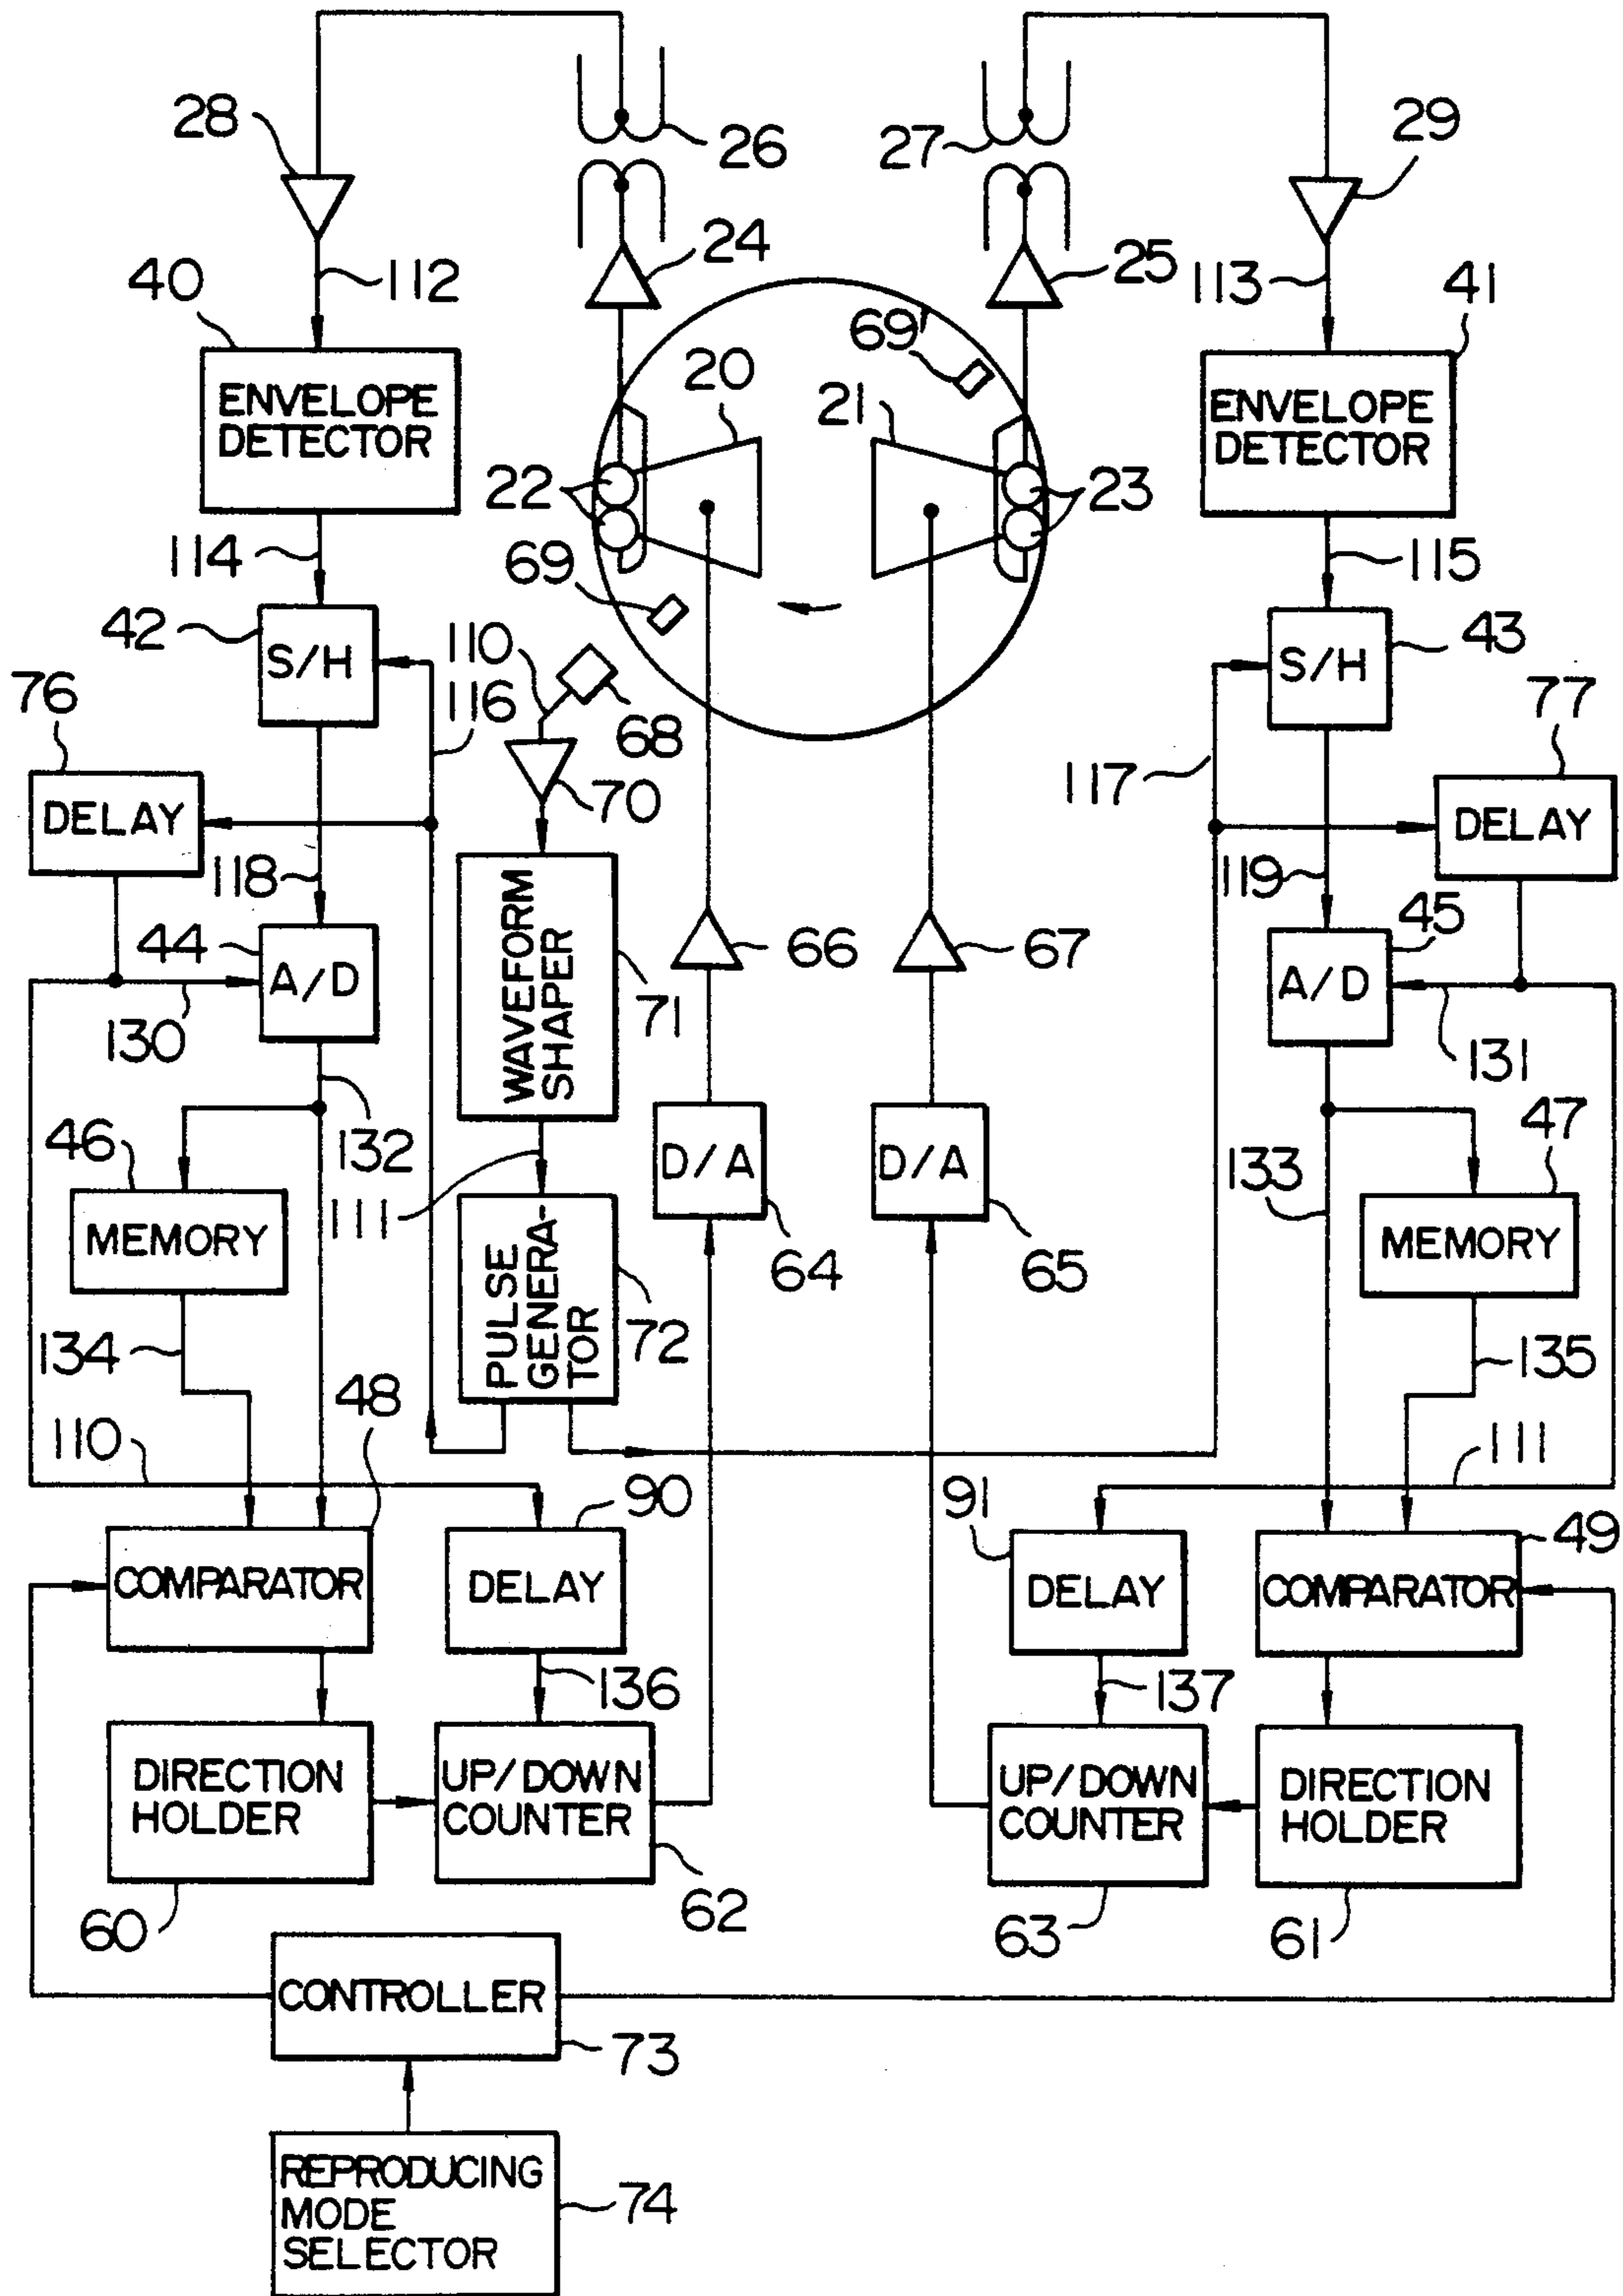 28
26
27
29
24
25
40
112
113
41
69
ENVELOPE
DETECTOR
20
21
ENVELOPE
DETECTOR
22
23
114
115
69
42
S/H
110
116
68
43
S/H
76
77
70
117
DELAY
DELAY
118
119
44
A/D
WAVEFORM
SHAPER
71
66
67
45
A/D
130
131
46
132
111
D/A
D/A
133
47
MEMORY
PULSE
GENERA-
TOR
72
64
65
MEMORY
134
48
135
110
90
91
111
49
COMPARATOR
DELAY
DELAY
COMPARATOR
136
137
DIRECTION
HOLDER
UP/DOWN
COUNTER
UP/DOWN
COUNTER
DIRECTION
HOLDER
60
62
63
61
CONTROLLER
73
REPRODUCING
MODE
SELECTOR
74